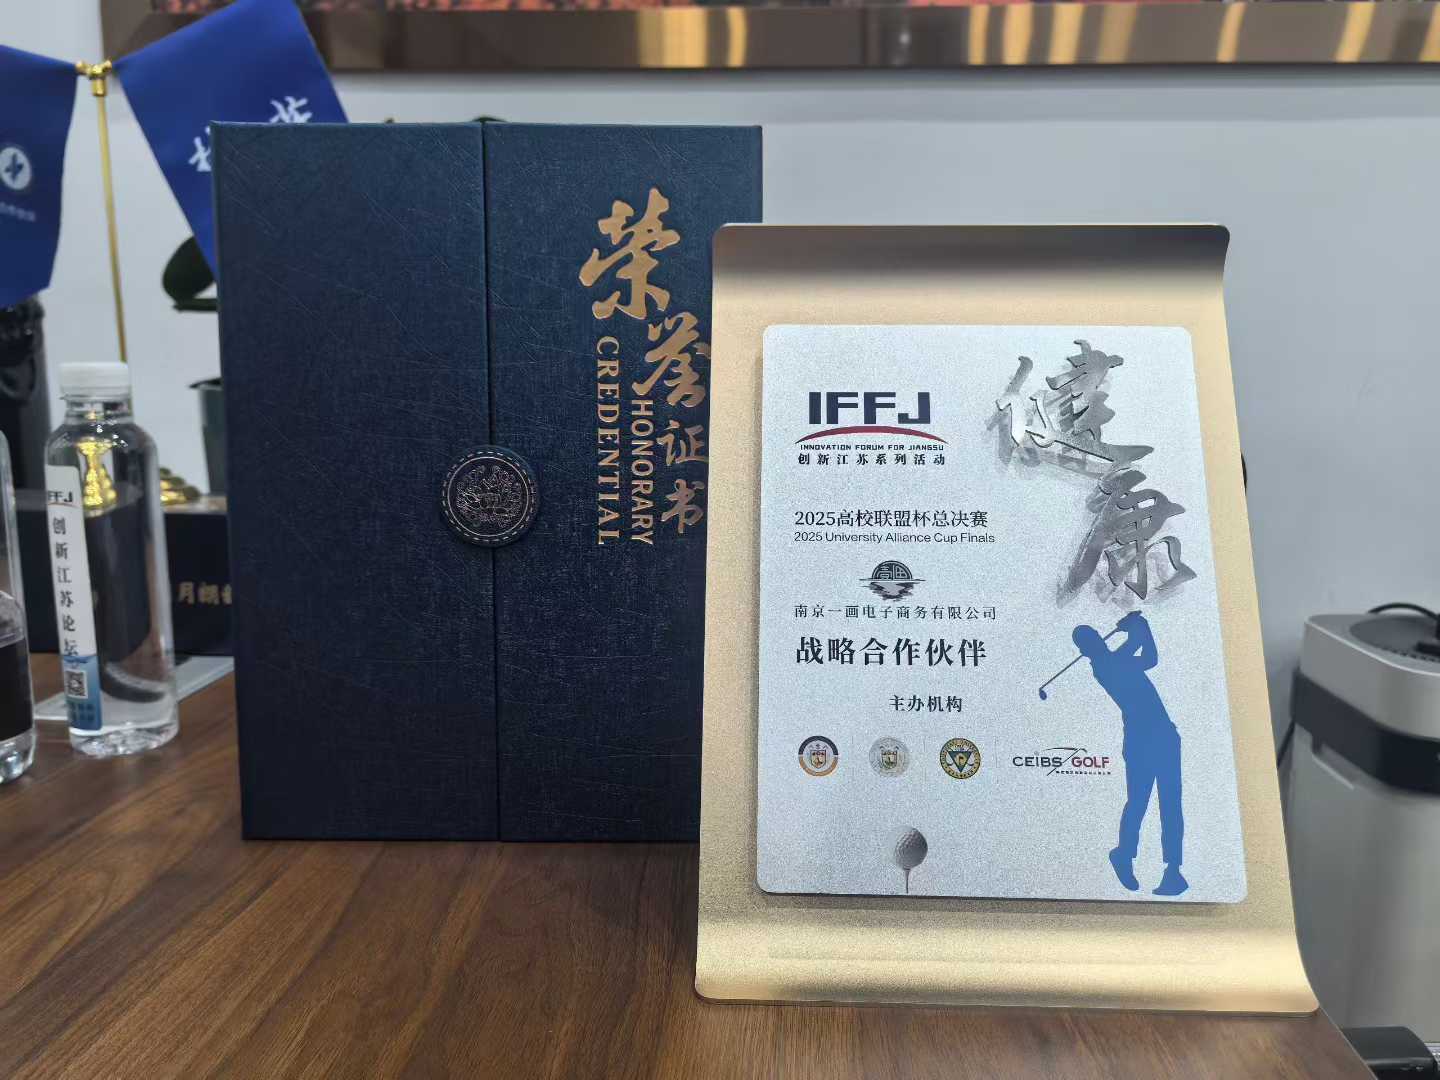 荣誉证书
HONORARY
CREDENTIAL
IFFJ
INNOVATION FORUM FOR JIANGSU
创新江苏系列活动
健康
2025高校联盟杯总决赛
2025 University Alliance Cup Finals
南京一画电子商务有限公司
战略合作伙伴
主办机构
CEIBS GOLF
IFFJ
创新江苏论坛
月朗